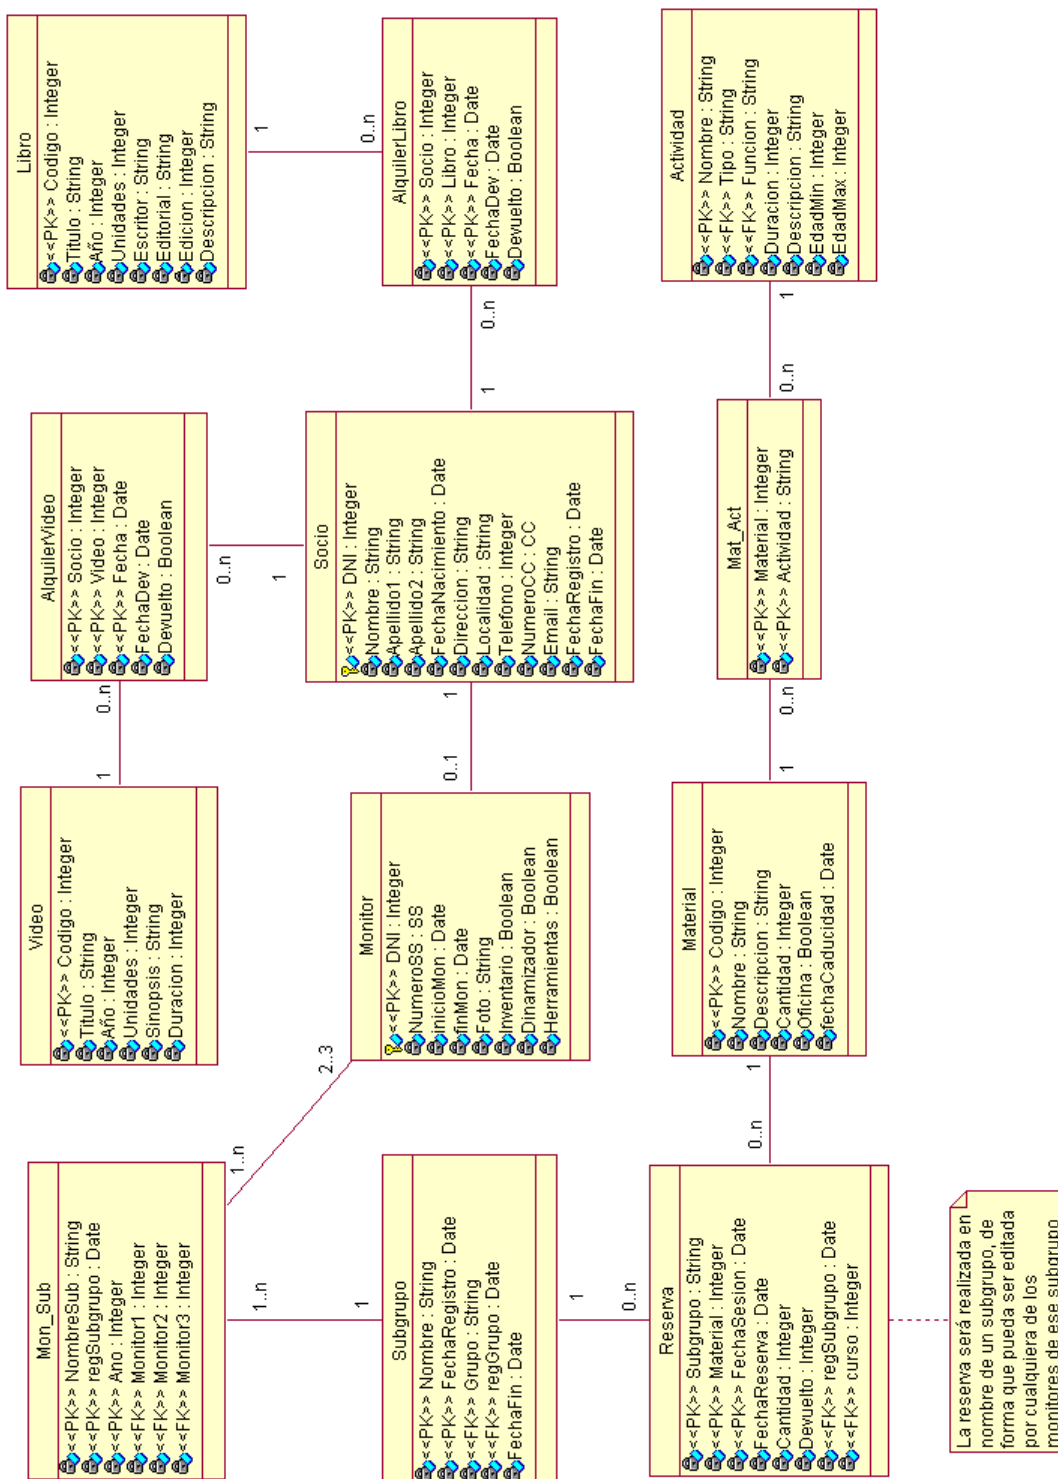 Libro
<<PK>> Codigo : Integer
Titulo : String
Año : Integer
Unidades : Integer
Escritor : String
Editorial : String
Edicion : Integer
Descripcion : String
1
0..n
AlquilerLibro
<<PK>> Socio : Integer
<<PK>> Libro : Integer
<<PK>> Fecha : Date
FechaDev : Date
Devuelto : Boolean
0..n
1
Actividad
<<PK>> Nombre : String
<<FK>> Tipo : String
<<FK>> Funcion : String
Duracion : Integer
Descripcion : String
EdadMin : Integer
EdadMax : Integer
1
0..n
AlquilerVideo
<<PK>> Socio : Integer
<<PK>> Video : Integer
<<PK>> Fecha : Date
FechaDev : Date
Devuelto : Boolean
0..n
1
0..n
1
Socio
<<PK>> DNI : Integer
Nombre : String
Apellido1 : String
Apellido2 : String
FechaNacimiento : Date
Direccion : String
Localidad : String
Telefono : Integer
NumeroCC : CC
Email : String
FechaRegistro : Date
FechaFin : Date
1
0..1
Mat_Act
<<PK>> Material : Integer
<<PK>> Actividad : String
0..n
1
Video
<<PK>> Codigo : Integer
Titulo : String
Año : Integer
Unidades : Integer
Sinopsis : String
Duracion : Integer
Monitor
<<PK>> DNI : Integer
NumeroSS : SS
inicioMon : Date
finMon : Date
Foto : String
Inventario : Boolean
Dinamizador : Boolean
Herramientas : Boolean
2..3
1..n
Material
<<PK>> Codigo : Integer
Nombre : String
Descripcion : String
Cantidad : Integer
Oficina : Boolean
fechaCaducidad : Date
1
0..n
Mon_Sub
<<PK>> NombreSub : String
<<PK>> regSubgrupo : Date
<<PK>> Ano : Integer
<<FK>> Monitor1 : Integer
<<FK>> Monitor2 : Integer
<<FK>> Monitor3 : Integer
1..n
1
Subgrupo
<<PK>> Nombre : String
<<PK>> FechaRegistro : Date
<<FK>> Grupo : String
<<FK>> regGrupo : Date
FechaFin : Date
1
0..n
Reserva
<<PK>> Subgrupo : String
<<PK>> Material : Integer
<<PK>> FechaSesion : Date
FechaReserva : Date
Cantidad : Integer
Devuelto : Integer
<<FK>> regSubgrupo : Date
<<FK>> curso : Integer
La reserva será realizada en
nombre de un subgrupo, de
forma que pueda ser editada
por cualquiera de los
monitores de ese subgrupo